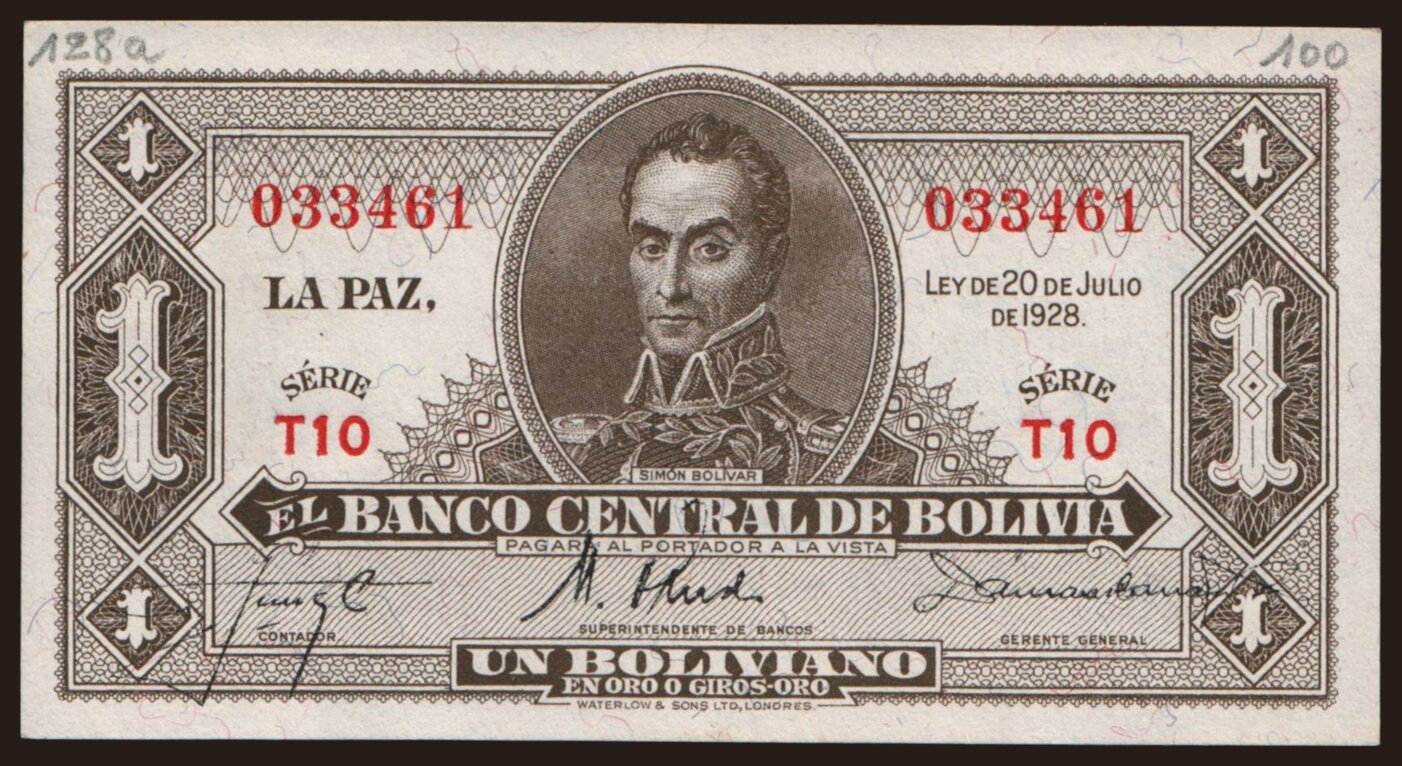 128a
100
1
1
033461
033461
LA PAZ,
LEY DE 20 DE JULIO
DE 1928.
1
1
SÉRIE
SÉRIE
T10
T10
SIMÓN BOLÍVAR
EL BANCO CENTRAL DE BOLIVIA
PAGARÁ AL PORTADOR A LA VISTA
1
1
CONTADOR.
SUPERINTENDENTE DE BANCOS
GERENTE GENERAL
UN BOLIVIANO
EN ORO O GIROS-ORO
WATERLOW & SONS LTD, LONDRES.